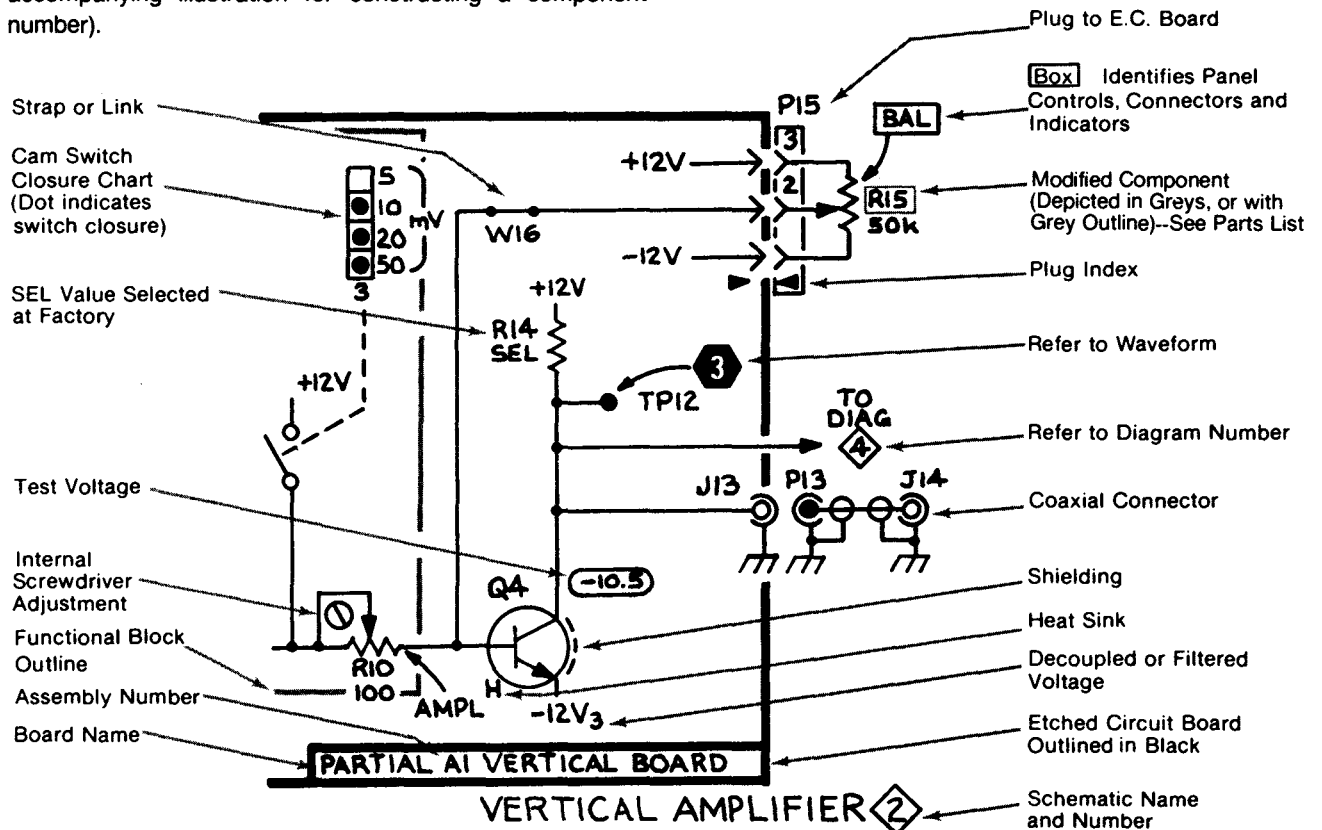 accompanying illustration for constructing a component
number).
Plug to E.C. Board
Box Identifies Panel
Controls, Connectors and
Indicators
Strap or Link
P15
BAL
3
+12V
Cam Switch
Closure Chart
(Dot indicates
switch closure)
5
10
20
50
mV
3
2
W16
R15
50k
Modified Component
(Depicted in Greys, or with
Grey Outline)--See Parts List
-12V
Plug Index
SEL Value Selected
at Factory
+12V
R14
SEL
3
Refer to Waveform
TP12
+12V
TO
DIAG
4
Refer to Diagram Number
Test Voltage
J13
P13
J14
Coaxial Connector
-10.5
Internal
Screwdriver
Adjustment
Q4
Shielding
Heat Sink
Functional Block
Outline
R10
100
AMPL
H
-12V3
Decoupled or Filtered
Voltage
Assembly Number
Board Name
PARTIAL A1 VERTICAL BOARD
Etched Circuit Board
Outlined in Black
VERTICAL AMPLIFIER 2
Schematic Name
and Number